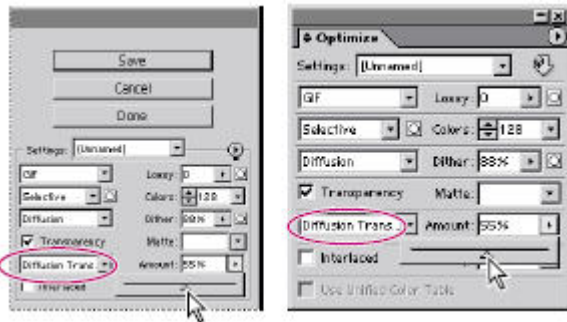 Save
Cancel
Done
Settings: [Unnamed]
GIF Lossy: 0
Selective Colors: 128
Diffusion Dither: 88%
Transparency Matte:
Diffusion Trans... Amount: 55%
Interlaced
Optimize
Settings: [Unnamed]
GIF Lossy: 0
Selective Colors: 128
Diffusion Dither: 88%
Transparency Matte:
Diffusion Trans... Amount: 55%
Interlaced
Use Unified Color Table